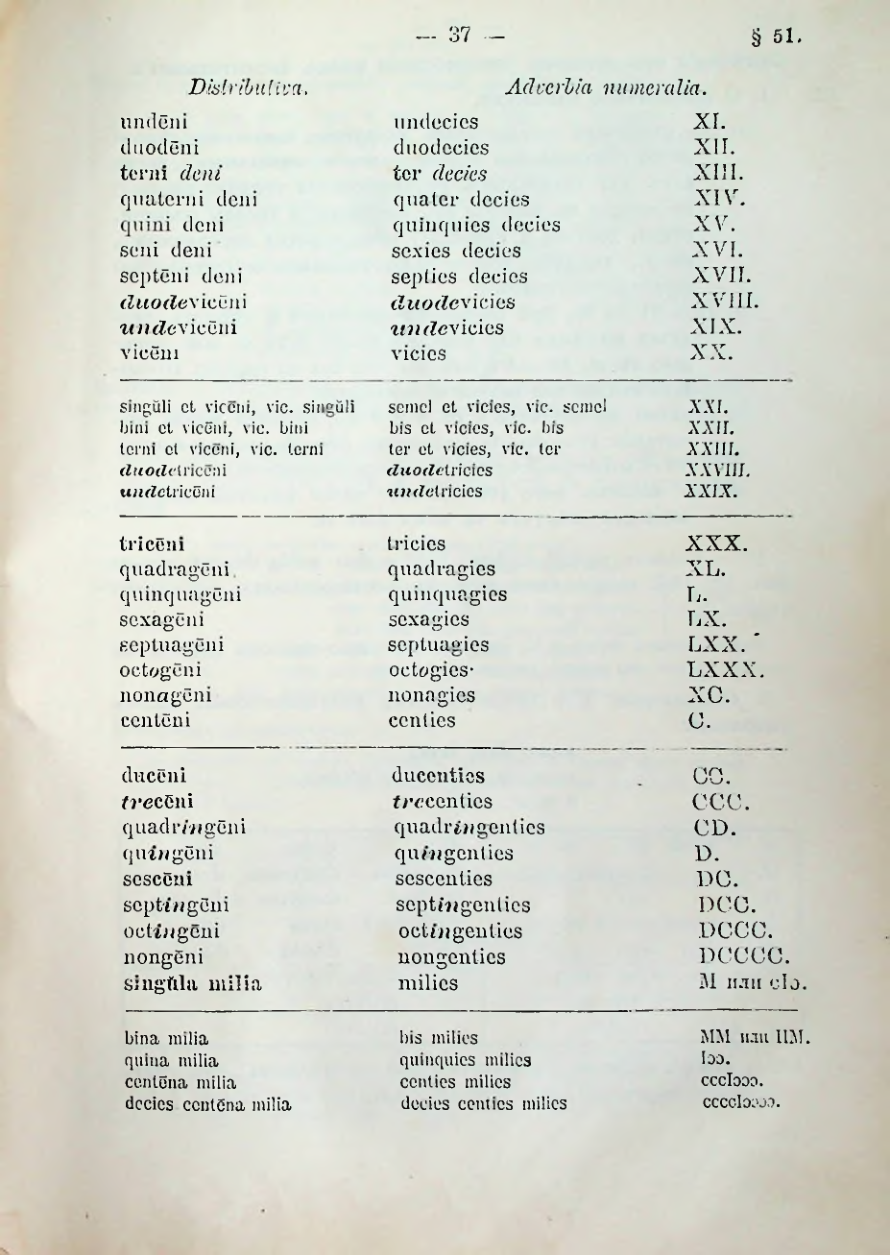 — 37 — § 51.
Distributiva. Adverbia numeralia.
undēni undecies XI.
duodēni duodecies XII.
terni deni ter decies XIII.
quaterni deni quater decies XIV.
quini deni quinquies decies XV.
seni deni sexies decies XVI.
septēni deni septies decies XVII.
duodevicēni duodevicies XVIII.
undevicēni undevicies XIX.
vicēni vicies XX.
singŭli et vicēni, vic. singŭli semel et vicies, vic. semel XXI.
bini et vicēni, vic. bini bis et vicies, vic. bis XXII.
terni et vicēni, vic. terni ter et vicies, vic. ter XXIII.
duodetricēni duodetricies XXVIII.
undetricēni undetricies XXIX.
tricēni tricies XXX.
quadragēni quadragies XL.
quinquagēni quinquagies L.
sexagēni sexagies LX.
septuagēni septuagies LXX.
octogēni octogies LXXX.
nonagēni nonagies XC.
centēni centies C.
ducēni ducenties CC.
trecēni trecenties CCC.
quadringēni quadringenties CD.
quingēni quingenties D.
sescēni sescenties DC.
septingēni septingenties DCC.
octingēni octingenties DCCC.
nongēni nongenties DCCCC.
singŭla milia milies M или cIɔ.
bina milia bis milies MM или IIM.
quina milia quinquies milies Iɔɔ.
centēna milia centies milies cccIɔɔɔ.
decies centēna milia decies centies milies ccccIɔɔɔɔ.